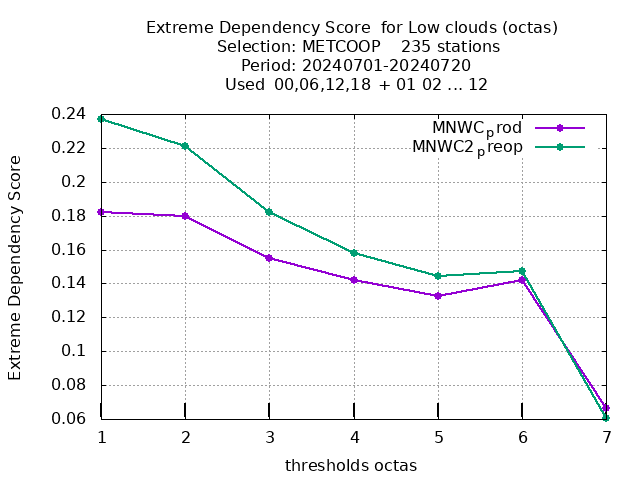 Extreme Dependency Score  for Low clouds (octas)
Selection: METCOOP    235 stations
Period: 20240701-20240720
Used  00,06,12,18 + 01 02 ... 12
MNWCprod
MNWC2preop
0.24
0.22
0.2
0.18
0.16
0.14
0.12
0.1
0.08
0.06
Extreme Dependency Score
1 2 3 4 5 6 7
thresholds octas